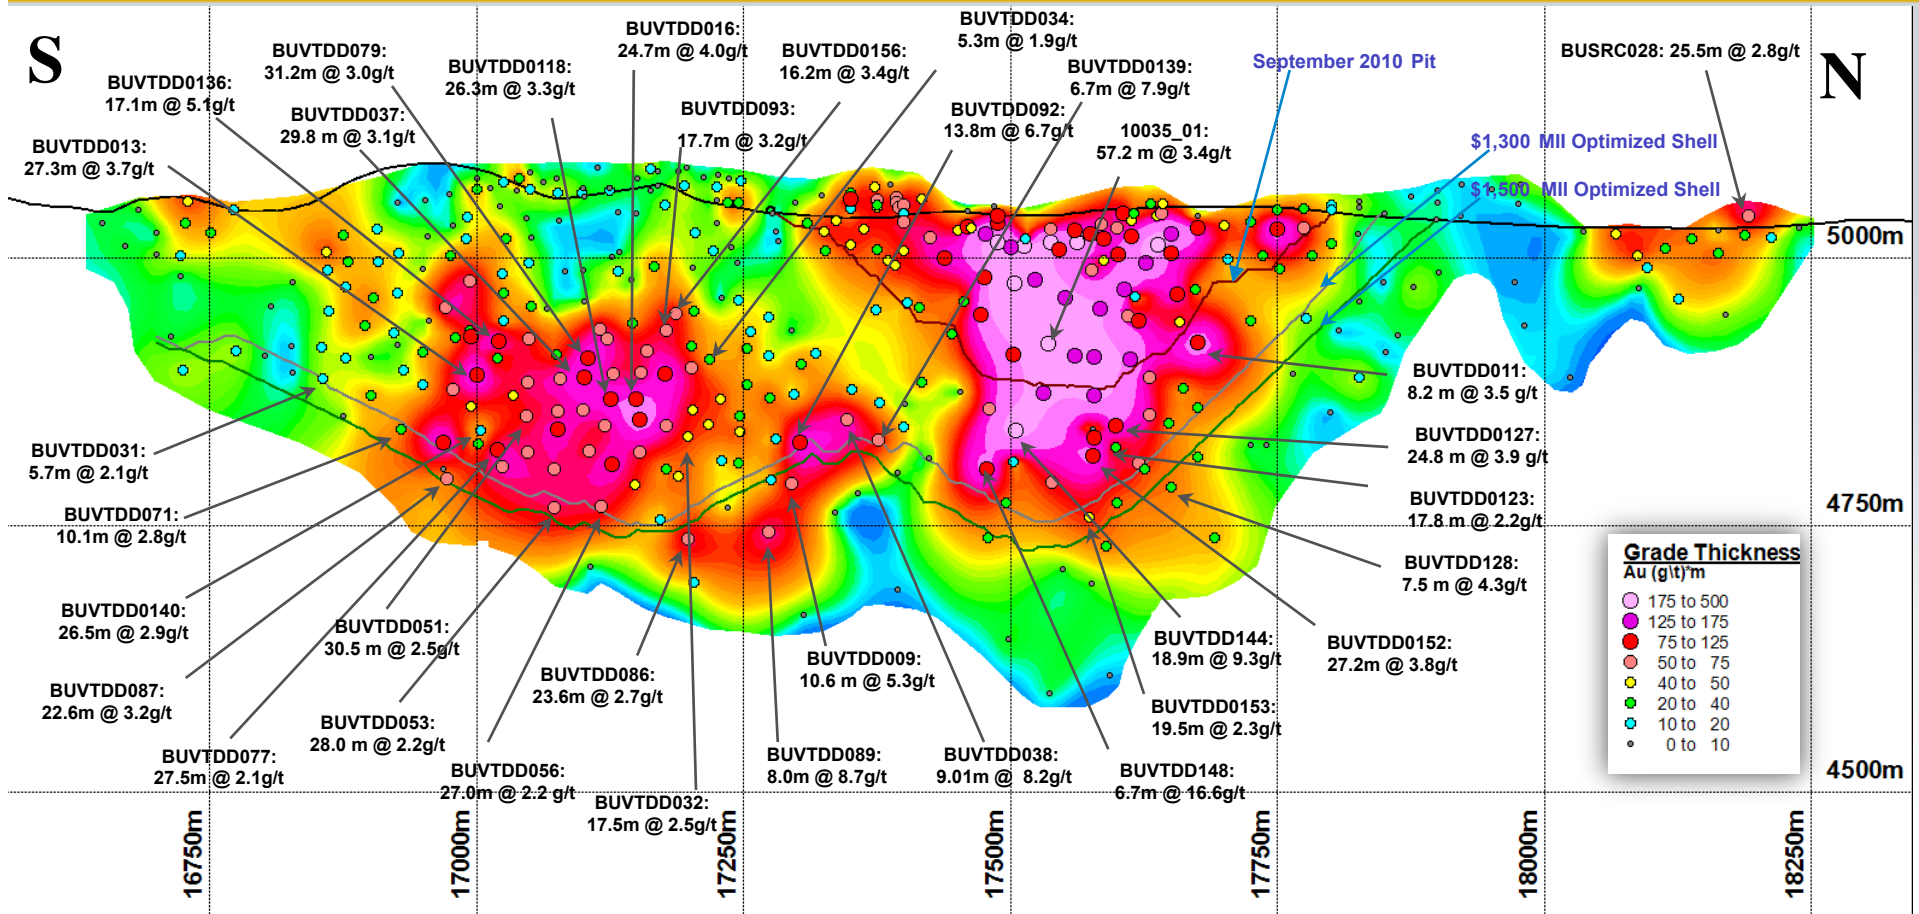 S
N
BUVTDD013:
27.3m @ 3.7g/t
BUVTDD0136:
17.1m @ 5.1g/t
BUVTDD079:
31.2m @ 3.0g/t
BUVTDD037:
29.8 m @ 3.1g/t
BUVTDD0118:
26.3m @ 3.3g/t
BUVTDD016:
24.7m @ 4.0g/t
BUVTDD093:
17.7m @ 3.2g/t
BUVTDD0156:
16.2m @ 3.4g/t
BUVTDD034:
5.3m @ 1.9g/t
BUVTDD092:
13.8m @ 6.7g/t
BUVTDD0139:
6.7m @ 7.9g/t
10035_01:
57.2 m @ 3.4g/t
September 2010 Pit
$1,300 MII Optimized Shell
$1,500 MII Optimized Shell
BUSRC028: 25.5m @ 2.8g/t
5000m
4750m
4500m
BUVTDD011:
8.2 m @ 3.5 g/t
BUVTDD0127:
24.8 m @ 3.9 g/t
BUVTDD0123:
17.8 m @ 2.2g/t
BUVTDD128:
7.5 m @ 4.3g/t
BUVTDD031:
5.7m @ 2.1g/t
BUVTDD071:
10.1m @ 2.8g/t
BUVTDD0140:
26.5m @ 2.9g/t
BUVTDD087:
22.6m @ 3.2g/t
BUVTDD077:
27.5m @ 2.1g/t
BUVTDD051:
30.5 m @ 2.5g/t
BUVTDD053:
28.0 m @ 2.2g/t
BUVTDD056:
27.0m @ 2.2 g/t
BUVTDD086:
23.6m @ 2.7g/t
BUVTDD032:
17.5m @ 2.5g/t
BUVTDD009:
10.6 m @ 5.3g/t
BUVTDD089:
8.0m @ 8.7g/t
BUVTDD038:
9.01m @ 8.2g/t
BUVTDD148:
6.7m @ 16.6g/t
BUVTDD144:
18.9m @ 9.3g/t
BUVTDD0153:
19.5m @ 2.3g/t
BUVTDD0152:
27.2m @ 3.8g/t
Grade Thickness
Au (g\t)*m
175 to 500
125 to 175
75 to 125
50 to 75
40 to 50
20 to 40
10 to 20
0 to 10
16750m
17000m
17250m
17500m
17750m
18000m
18250m